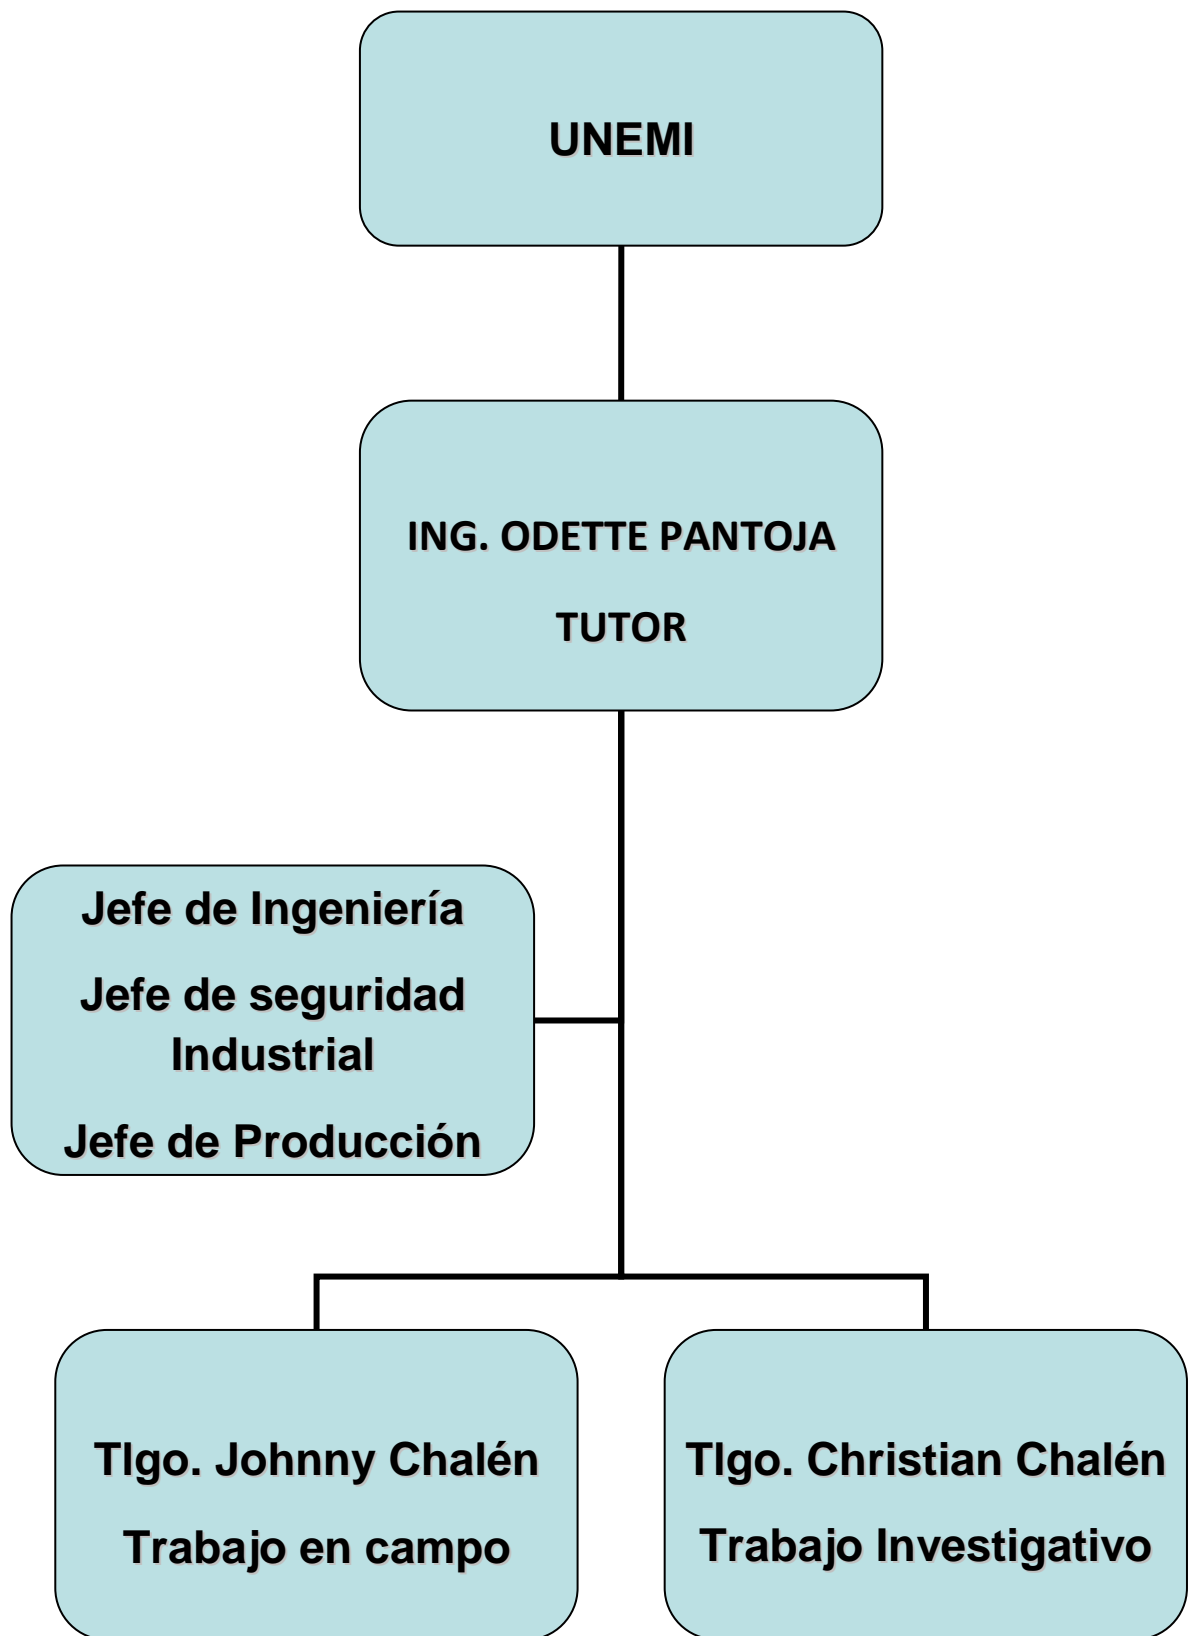 UNEMI
ING. ODETTE PANTOJA
TUTOR
Jefe de Ingeniería
Jefe de seguridad
Industrial
Jefe de Producción
Tlgo. Johnny Chalén
Trabajo en campo
Tlgo. Christian Chalén
Trabajo Investigativo